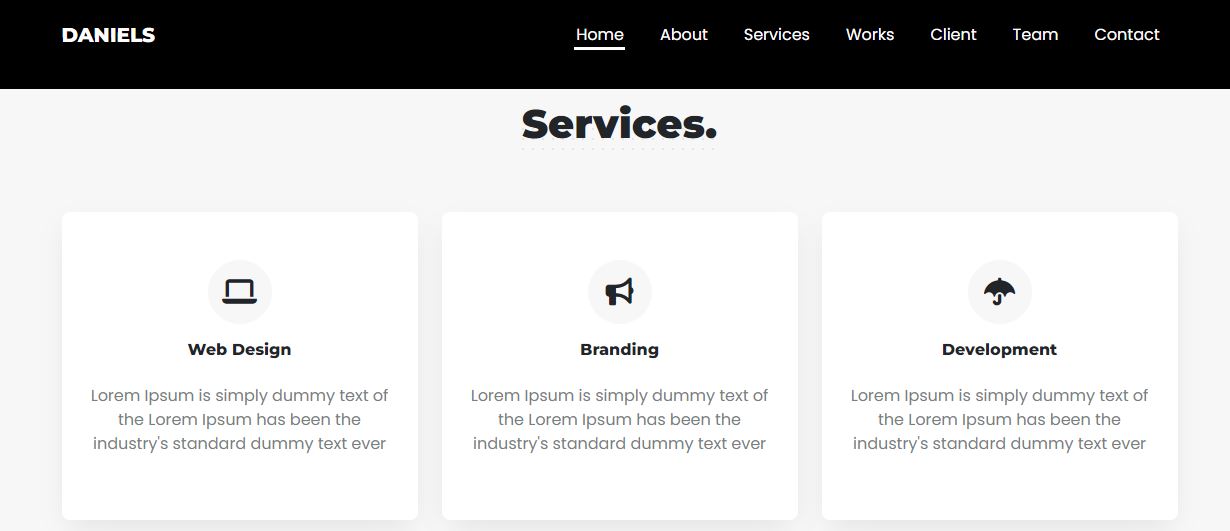 DANIELS
Home About Services Works Client Team Contact
Services.
Web Design
Lorem Ipsum is simply dummy text of
the Lorem Ipsum has been the
industry's standard dummy text ever
Branding
Lorem Ipsum is simply dummy text of
the Lorem Ipsum has been the
industry's standard dummy text ever
Development
Lorem Ipsum is simply dummy text of
the Lorem Ipsum has been the
industry's standard dummy text ever